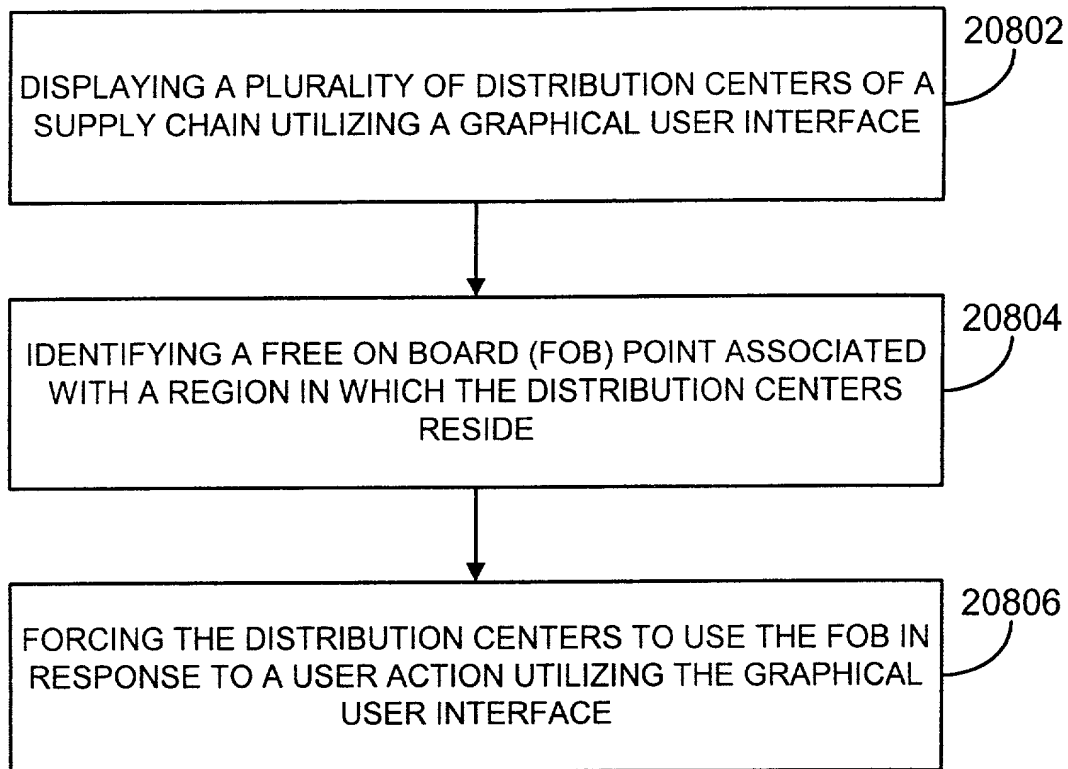 20802
DISPLAYING A PLURALITY OF DISTRIBUTION CENTERS OF A
SUPPLY CHAIN UTILIZING A GRAPHICAL USER INTERFACE
20804
IDENTIFYING A FREE ON BOARD (FOB) POINT ASSOCIATED
WITH A REGION IN WHICH THE DISTRIBUTION CENTERS
RESIDE
20806
FORCING THE DISTRIBUTION CENTERS TO USE THE FOB IN
RESPONSE TO A USER ACTION UTILIZING THE GRAPHICAL
USER INTERFACE